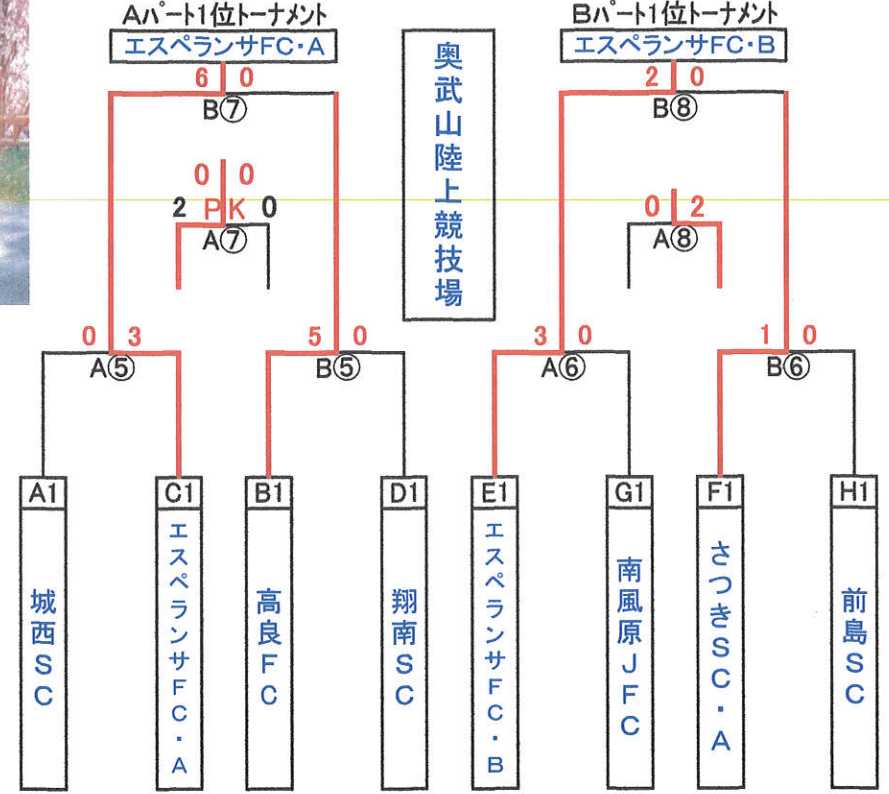 Aパート1位トーナメント
エスペランサFC・A
6 0
B⑦
0 0
2 PK 0
A⑦
0 3
A⑤
5 0
B⑤
奥武山陸上競技場
Bパート1位トーナメント
エスペランサFC・B
2 0
B⑧
0 2
A⑧
3 0
A⑥
1 0
B⑥
A1
城西SC
C1
エスペランサFC・A
B1
高良FC
D1
翔南SC
E1
エスペランサFC・B
G1
南風原JFC
F1
さつきSC・A
H1
前島SC